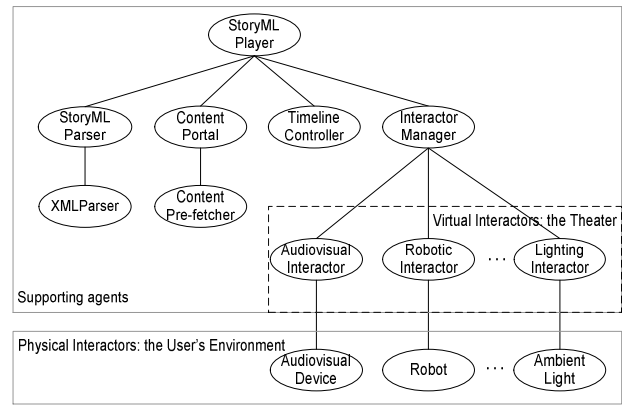 StoryML
Player
StoryML
Parser
Content
Portal
Timeline
Controller
Interactor
Manager
XMLParser
Content
Pre-fetcher
Virtual Interactors: the Theater
Audiovisual
Interactor
Robotic
Interactor
...
Lighting
Interactor
Supporting agents
Physical Interactors: the User's Environment
Audiovisual
Device
Robot
...
Ambient
Light